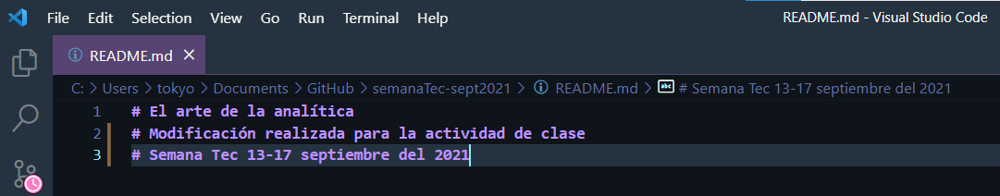 File Edit Selection View Go Run Terminal Help README.md - Visual Studio Code
README.md
C: > Users > tokyo > Documents > GitHub > semanaTec-sept2021 > README.md > abc # Semana Tec 13-17 septiembre del 2021
1 # El arte de la analítica
2 # Modificación realizada para la actividad de clase
3 # Semana Tec 13-17 septiembre del 2021